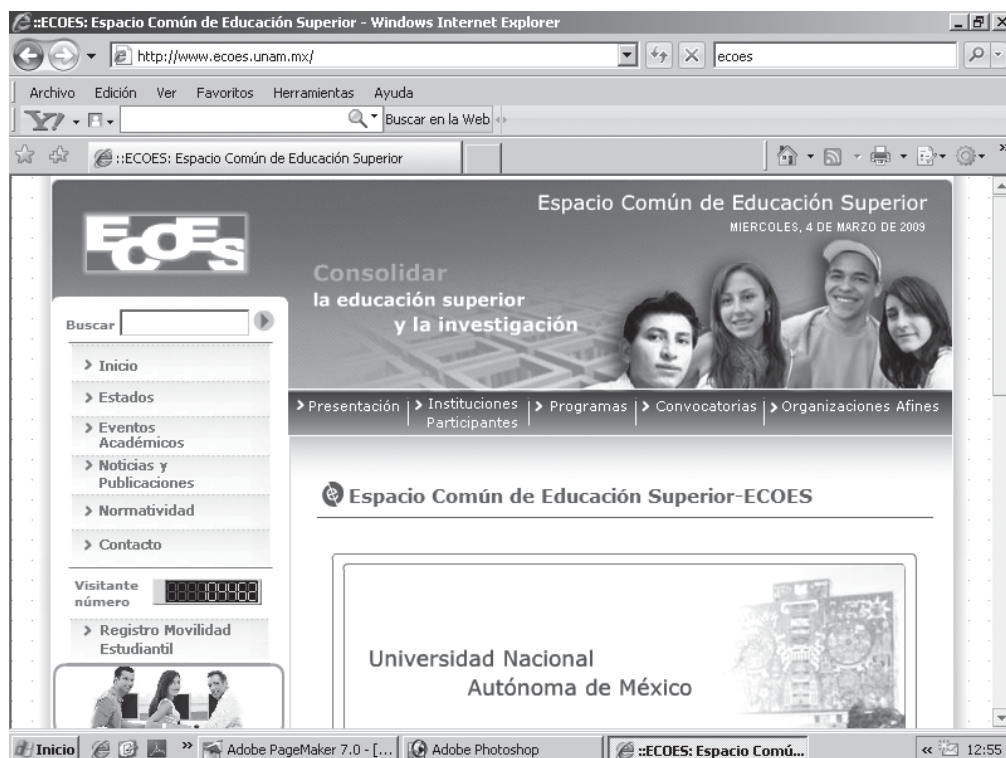 ::ECOES: Espacio Común de Educación Superior - Windows Internet Explorer
http://www.ecoes.unam.mx/
ecoes
Archivo Edición Ver Favoritos Herramientas Ayuda
Y! Buscar en la Web
::ECOES: Espacio Común de Educación Superior
ECOES
Espacio Común de Educación Superior
MIERCOLES, 4 DE MARZO DE 2009
Consolidar
la educación superior
y la investigación
Buscar
Inicio
Estados
Eventos
Académicos
Noticias y
Publicaciones
Normatividad
Contacto
Visitante
número
Registro Movilidad
Estudiantil
Presentación | Instituciones Participantes | Programas | Convocatorias | Organizaciones Afines
Espacio Común de Educación Superior-ECOES
Universidad Nacional
Autónoma de México
Inicio » Adobe PageMaker 7.0 - [... Adobe Photoshop ::ECOES: Espacio Comú... « 12:55